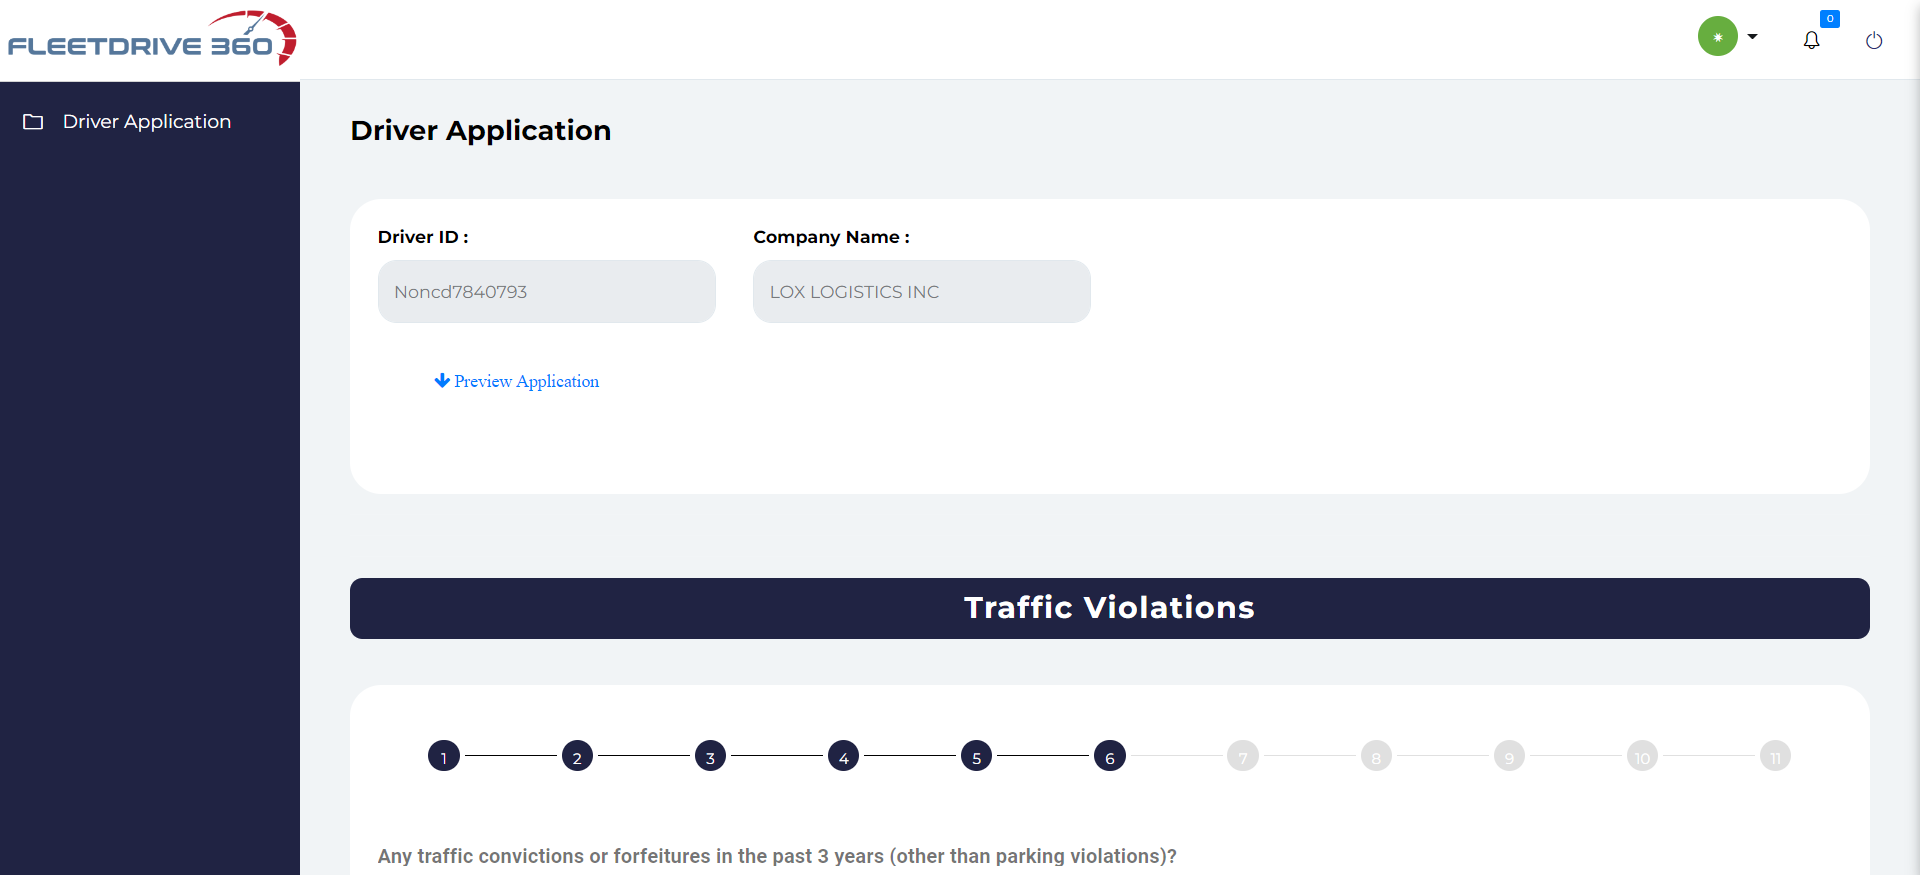 FLEETDRIVE 360
0
Driver Application
Driver Application
Driver ID :
Company Name :
Noncd7840793
LOX LOGISTICS INC
Preview Application
Traffic Violations
1 2 3 4 5 6 7 8 9 10 11
Any traffic convictions or forfeitures in the past 3 years (other than parking violations)?